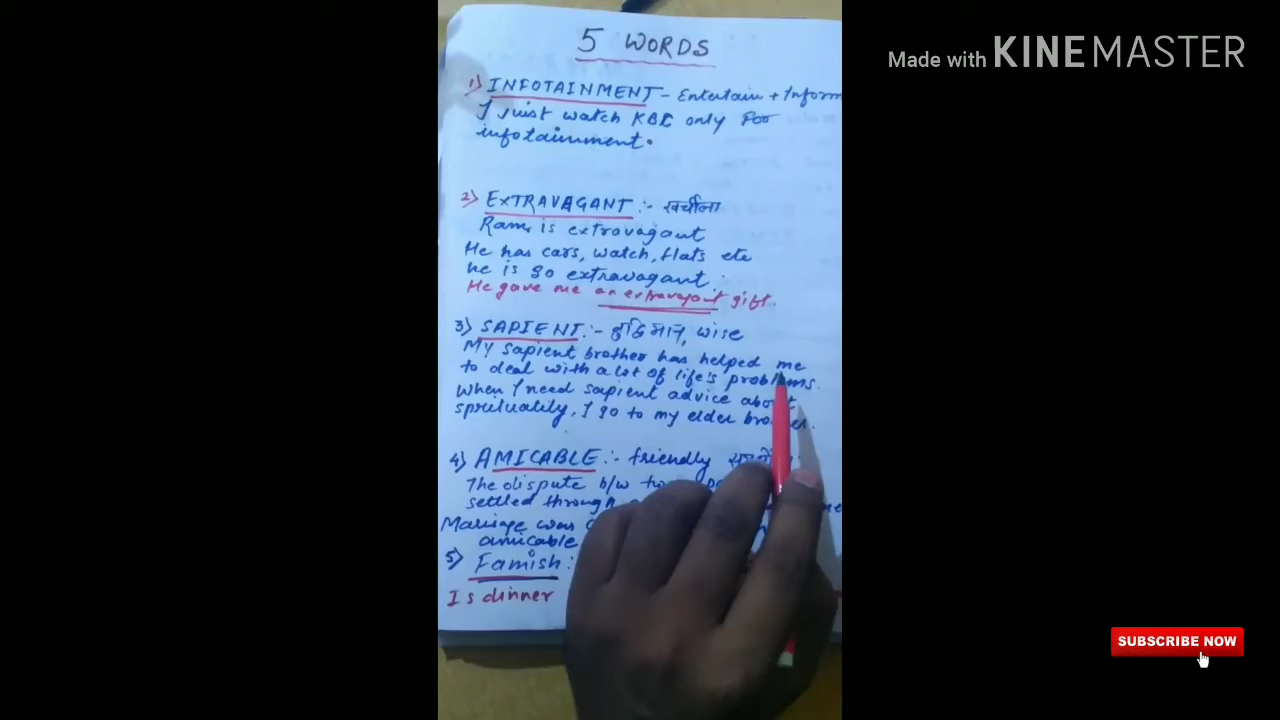 5 WORDS
1) INFOTAINMENT - Entertain + Inform
I just watch KBC only for
infotainment.
2) EXTRAVAGANT :- खर्चीला
Ram is extravagant
He has cars, watch, flats etc
he is so extravagant.
He gave me an extravagant gift.
3) SAPIENT :- बुद्धिमान, wise
My sapient brother has helped me
to deal with a lot of life's problems.
When I need sapient advice about
sprituality, I go to my elder brother.
4) AMICABLE :- friendly
The dispute b/w
settled through
Marriage was
amicable
5) Famish :
Is dinner
Made with KINEMASTER
SUBSCRIBE NOW